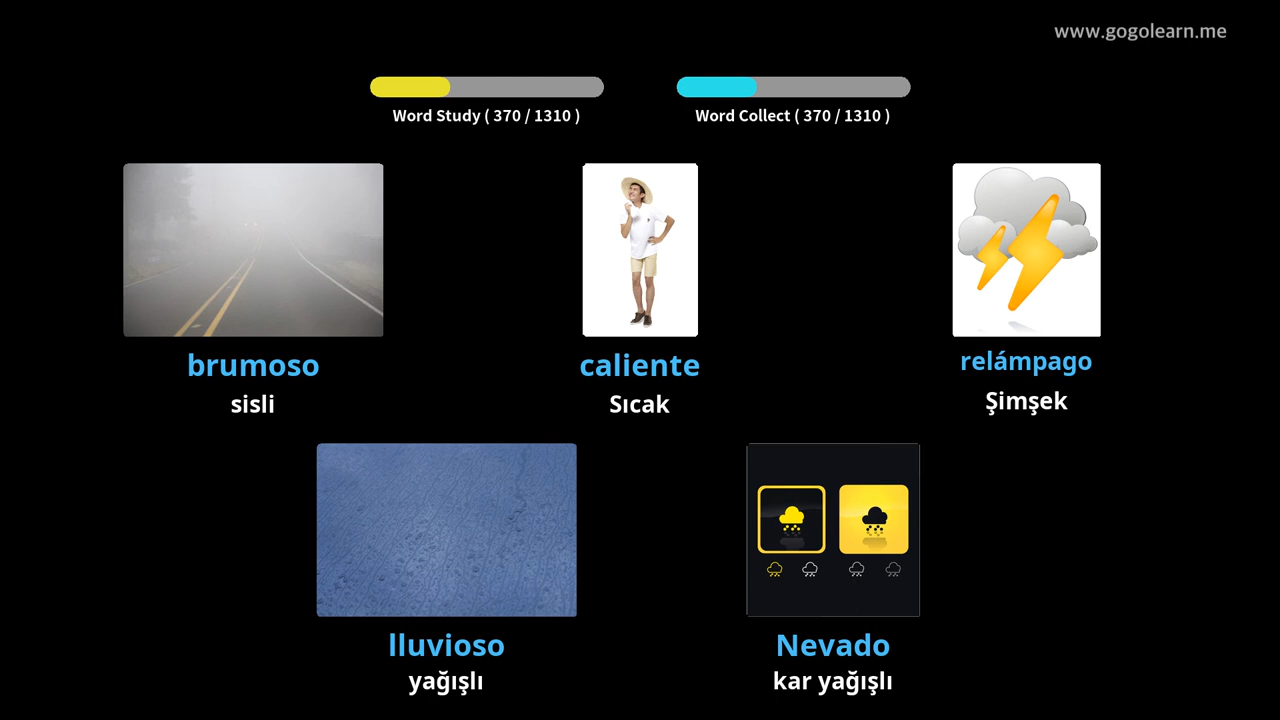 www.gogolearn.me
Word Study ( 370 / 1310 )
Word Collect ( 370 / 1310 )
brumoso
sisli
caliente
Sıcak
relámpago
Şimşek
lluvioso
yağışlı
Nevado
kar yağışlı